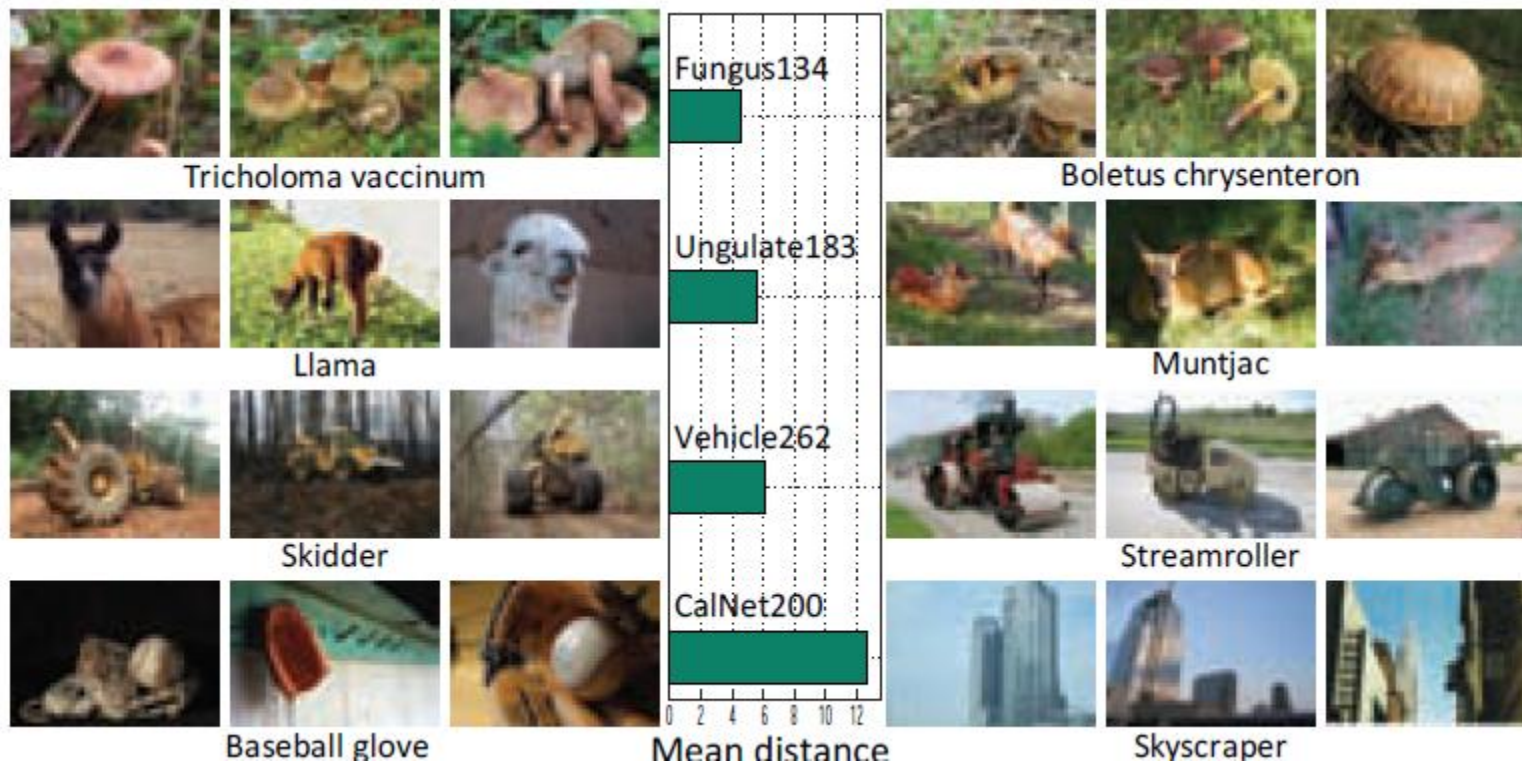 Fungus134
Tricholoma vaccinum
Boletus chrysenteron
Ungulate183
Llama
Muntjac
Vehicle262
Skidder
Streamroller
CalNet200
0 2 4 6 8 10 12
Baseball glove
Mean distance
Skyscraper